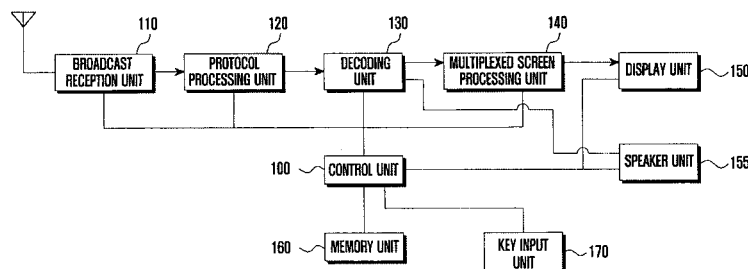 110
120
130
140
BROADCAST
RECEPTION UNIT
PROTOCOL
PROCESSING UNIT
DECODING
UNIT
MULTIPLEXED SCREEN
PROCESSING UNIT
DISPLAY UNIT
150
100
CONTROL UNIT
SPEAKER UNIT
155
160
MEMORY UNIT
KEY INPUT
UNIT
170